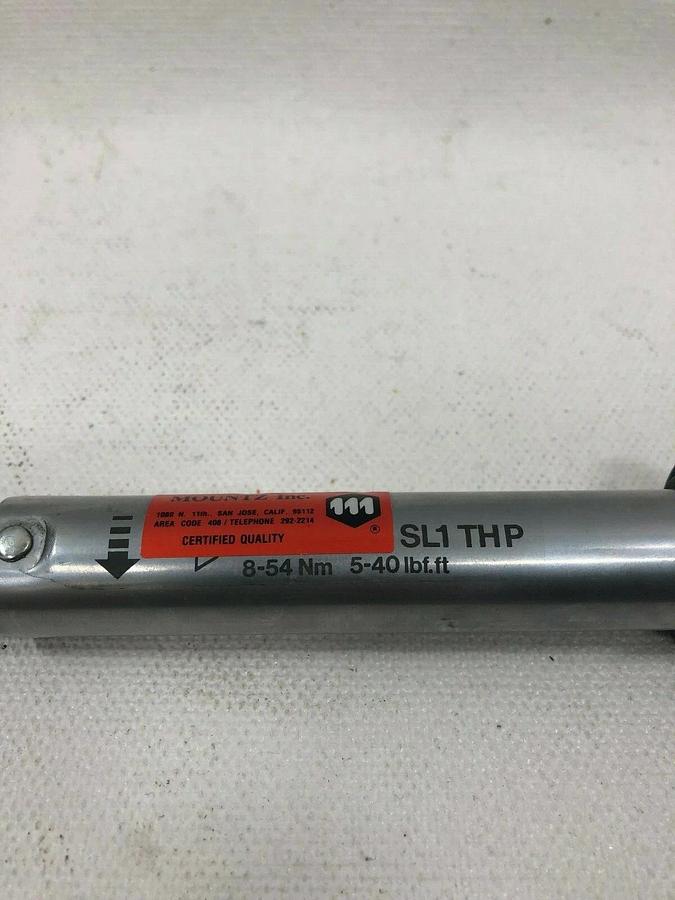 MOUNTZ Inc.
1080 N. 11th., SAN JOSE, CALIF. 95112
AREA CODE 408 / TELEPHONE 292-2214
CERTIFIED QUALITY
®
SL1 THP
8-54 Nm 5-40 lbf.ft